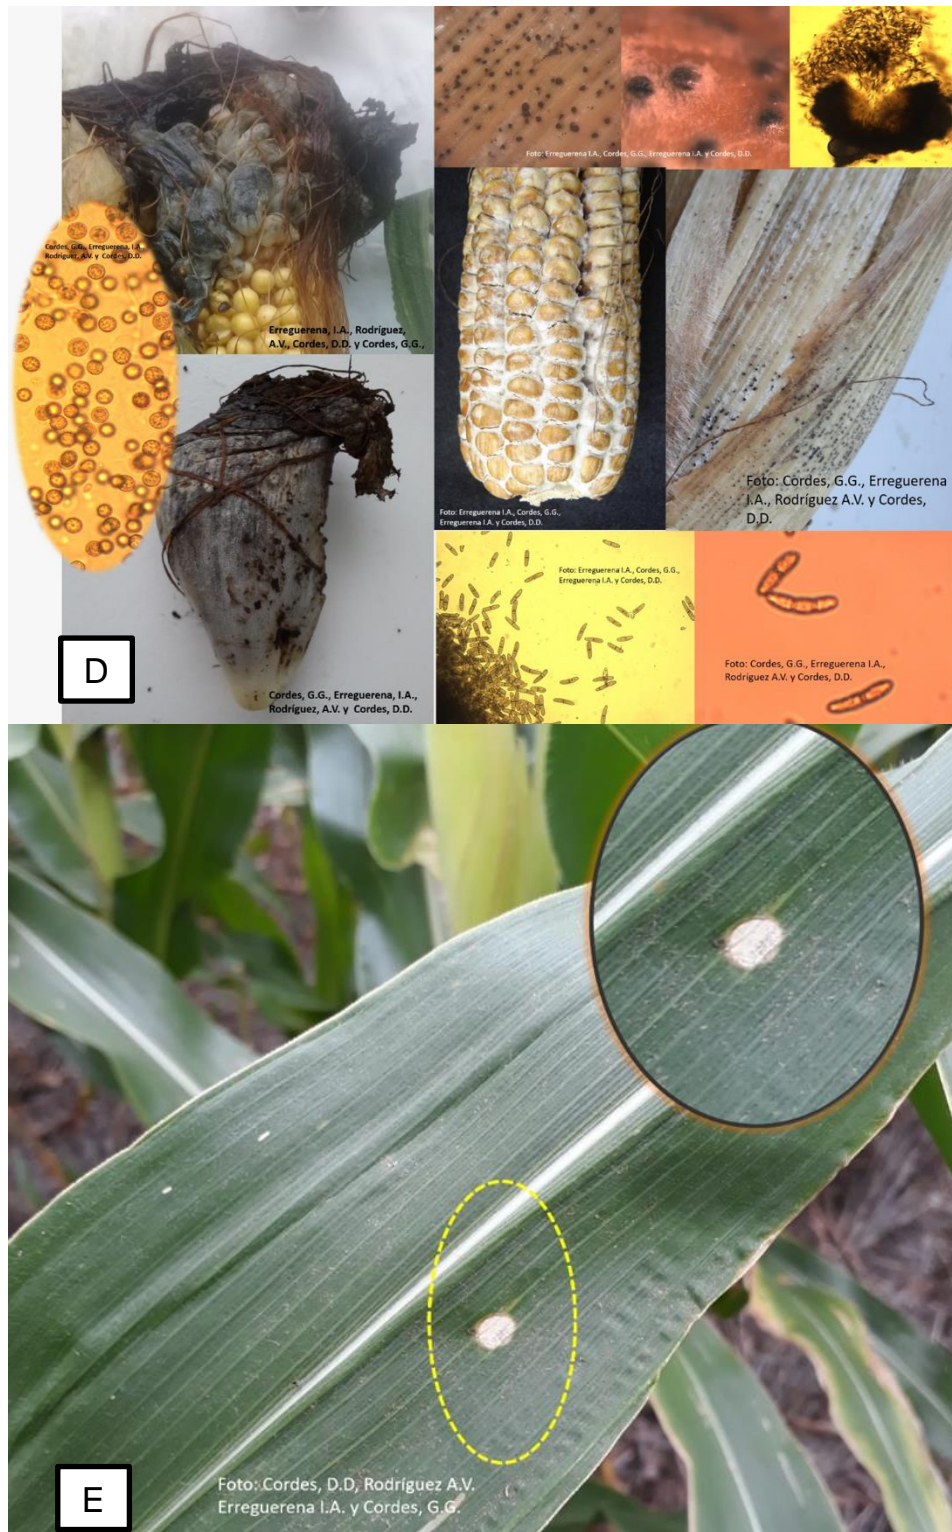 Foto: Erreguerena I.A., Cordes, G.G., Erreguerena I.A. y Cordes, D.D.
Cordes, G.G., Erreguerena, I.A.,
Rodríguez, A.V. y Cordes, D.D.
Erreguerena, I.A., Rodríguez,
A.V., Cordes, D.D. y Cordes, G.G.,
Foto: Erreguerena I.A., Cordes, G.G.,
Erreguerena I.A. y Cordes, D.D.
Foto: Cordes, G.G., Erreguerena
I.A., Rodríguez A.V. y Cordes,
D.D.
Foto: Erreguerena I.A., Cordes, G.G.,
Erreguerena I.A. y Cordes, D.D.
Foto: Cordes, G.G., Erreguerena I.A.,
Rodríguez A.V. y Cordes, D.D.
D
Cordes, G.G., Erreguerena, I.A.,
Rodríguez, A.V. y Cordes, D.D.
Foto: Cordes, D.D, Rodríguez A.V.
Erreguerena I.A. y Cordes, G.G.
E